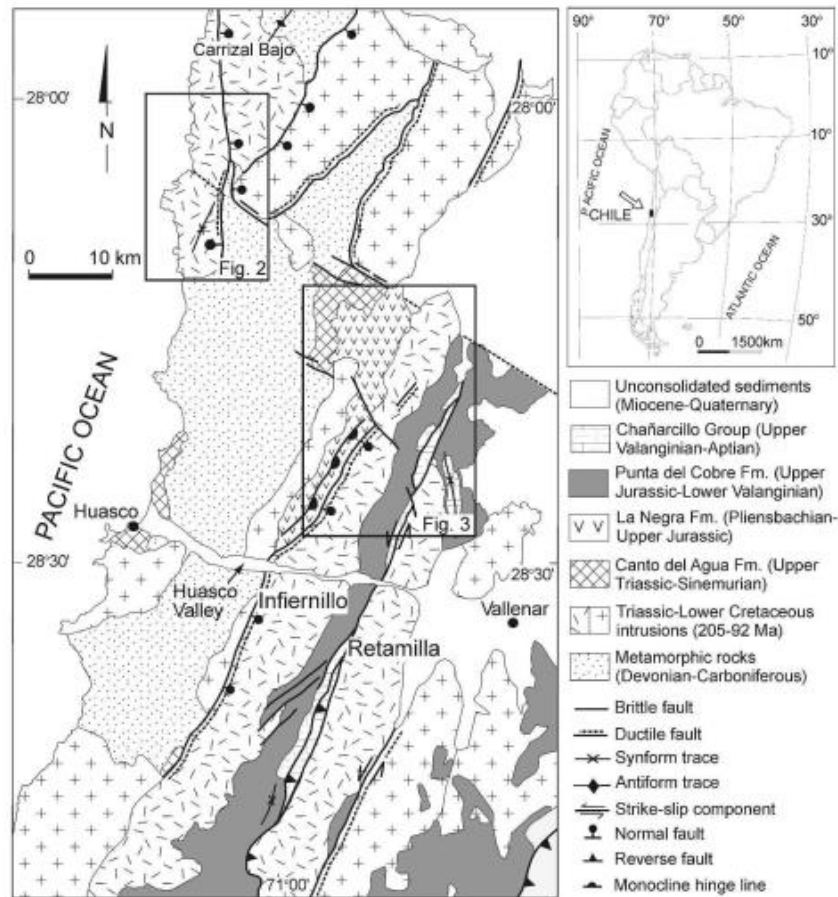 Carrizal Bajo
28°00'
28°00'
N
0 10 km
Fig. 2
PACIFIC OCEAN
Huasco
Fig. 3
28°30'
28°30'
Huasco
Valley
Infiernillo
Vallenar
Retamilla
71°00'
90° 70° 50° 30°
10°
10°
PACIFIC OCEAN
CHILE
30°
ATLANTIC OCEAN
50°
0 1500km
Unconsolidated sediments
(Miocene-Quaternary)
Chañarcillo Group (Upper
Valanginian-Aptian)
Punta del Cobre Fm. (Upper
Jurassic-Lower Valanginian)
La Negra Fm. (Pliensbachian-
Upper Jurassic)
Canto del Agua Fm. (Upper
Triassic-Sinemurian)
Triassic-Lower Cretaceous
intrusions (205-92 Ma)
Metamorphic rocks
(Devonian-Carboniferous)
Brittle fault
Ductile fault
Synform trace
Antiform trace
Strike-slip component
Normal fault
Reverse fault
Monocline hinge line